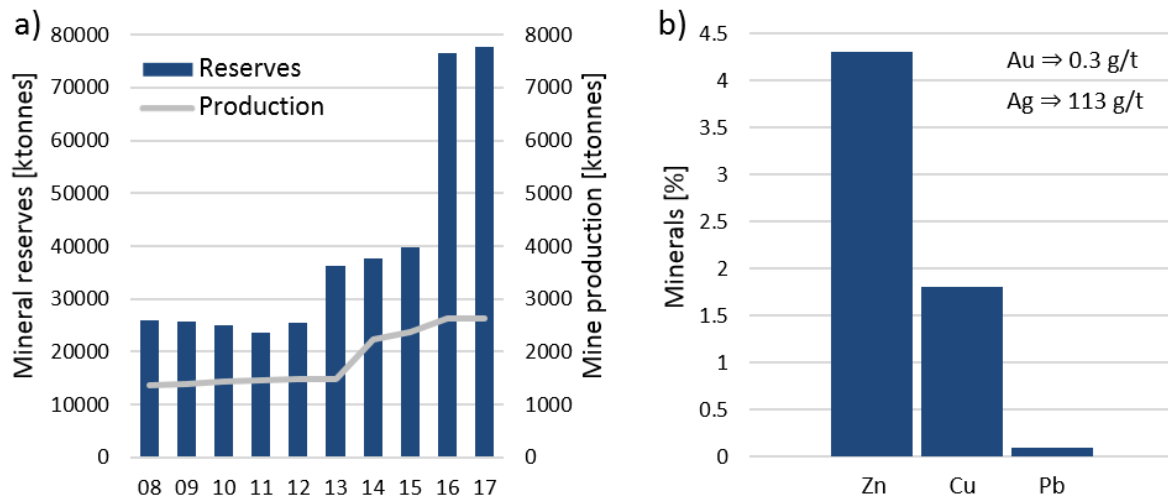 a)
Mineral reserves [ktonnes]
80000
70000
60000
50000
40000
30000
20000
10000
0
Reserves
Production
08 09 10 11 12 13 14 15 16 17
8000
7000
6000
5000
4000
3000
2000
1000
0
Mine production [ktonnes]
b)
Minerals [%]
4.5
4
3.5
3
2.5
2
1.5
1
0.5
0
Au ⇒ 0.3 g/t
Ag ⇒ 113 g/t
Zn Cu Pb